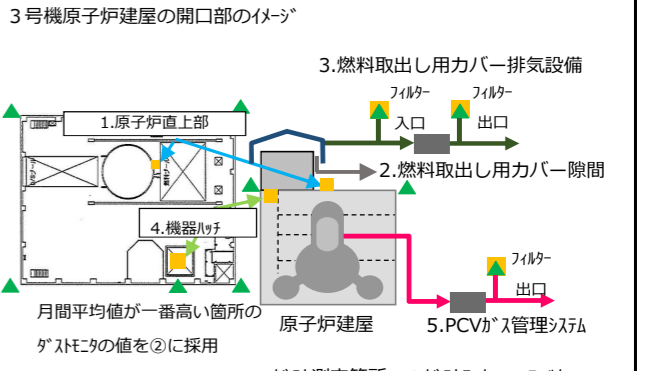 ３号機原子炉建屋の開口部のｲﾒｰｼﾞ
3.燃料取出し用カバー排気設備
ﾌｨﾙﾀｰ
ﾌｨﾙﾀｰ
1.原子炉直上部
入口
出口
2.燃料取出し用カバー隙間
4.機器ﾊｯﾁ
ﾌｨﾙﾀｰ
出口
月間平均値が一番高い箇所の
ﾀﾞｽﾄﾓﾆﾀの値を②に採用
原子炉建屋
5.PCVｶﾞｽ管理ｼｽﾃﾑ